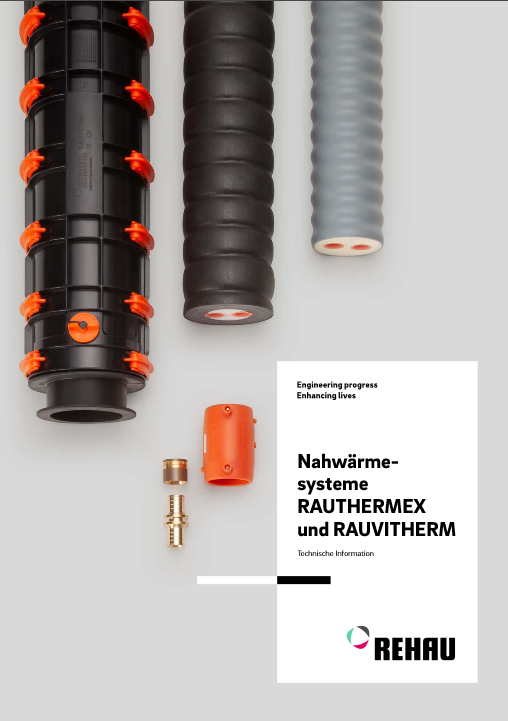 Engineering progress
Enhancing lives
Nahwärme-
systeme
RAUTHERMEX
und RAUVITHERM
Technische Information
REHAU